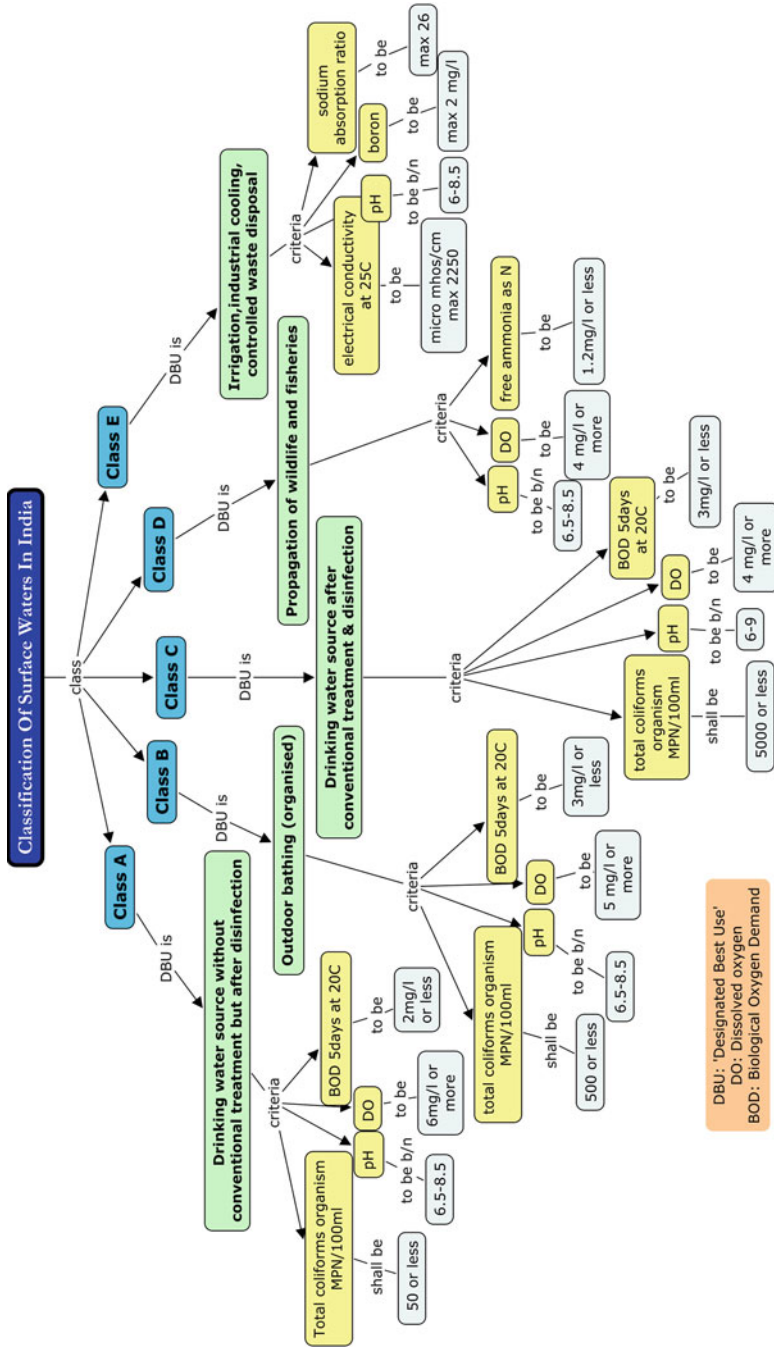 Classification Of Surface Waters In India
class
Class A
Class B
Class C
Class D
Class E
DBU is
DBU is
DBU is
DBU is
DBU is
Drinking water source without
conventional treatment but after disinfection
criteria
Total coliforms organism
MPN/100ml
shall be
50 or less
pH
to be b/n
6.5-8.5
DO
to be
6mg/l or
more
BOD 5days at 20C
to be
2mg/l
or less
Outdoor bathing (organised)
criteria
total coliforms organism
MPN/100ml
shall be
500 or less
pH
to be b/n
6.5-8.5
DO
to be
5 mg/l or
more
BOD 5days at 20C
to be
3mg/l or
less
Drinking water source after
conventional treatment & disinfection
criteria
total coliforms
organism
MPN/100ml
shall be
5000 or less
pH
to be b/n
6-9
DO
to be
4 mg/l or
more
BOD 5days
at 20C
to be
3mg/l or less
Propagation of wildlife and fisheries
criteria
pH
to be b/n
6.5-8.5
DO
to be
4 mg/l or
more
free ammonia as N
to be
1.2mg/l or less
Irrigation,industrial cooling,
controlled waste disposal
criteria
electrical conductivity
at 25C
to be
micro mhos/cm
max 2250
pH
to be b/n
6-8.5
boron
to be
max 2 mg/l
sodium
absorption ratio
to be
max 26
DBU: 'Designated Best Use'
DO: Dissolved oxygen
BOD: Biological Oxygen Demand